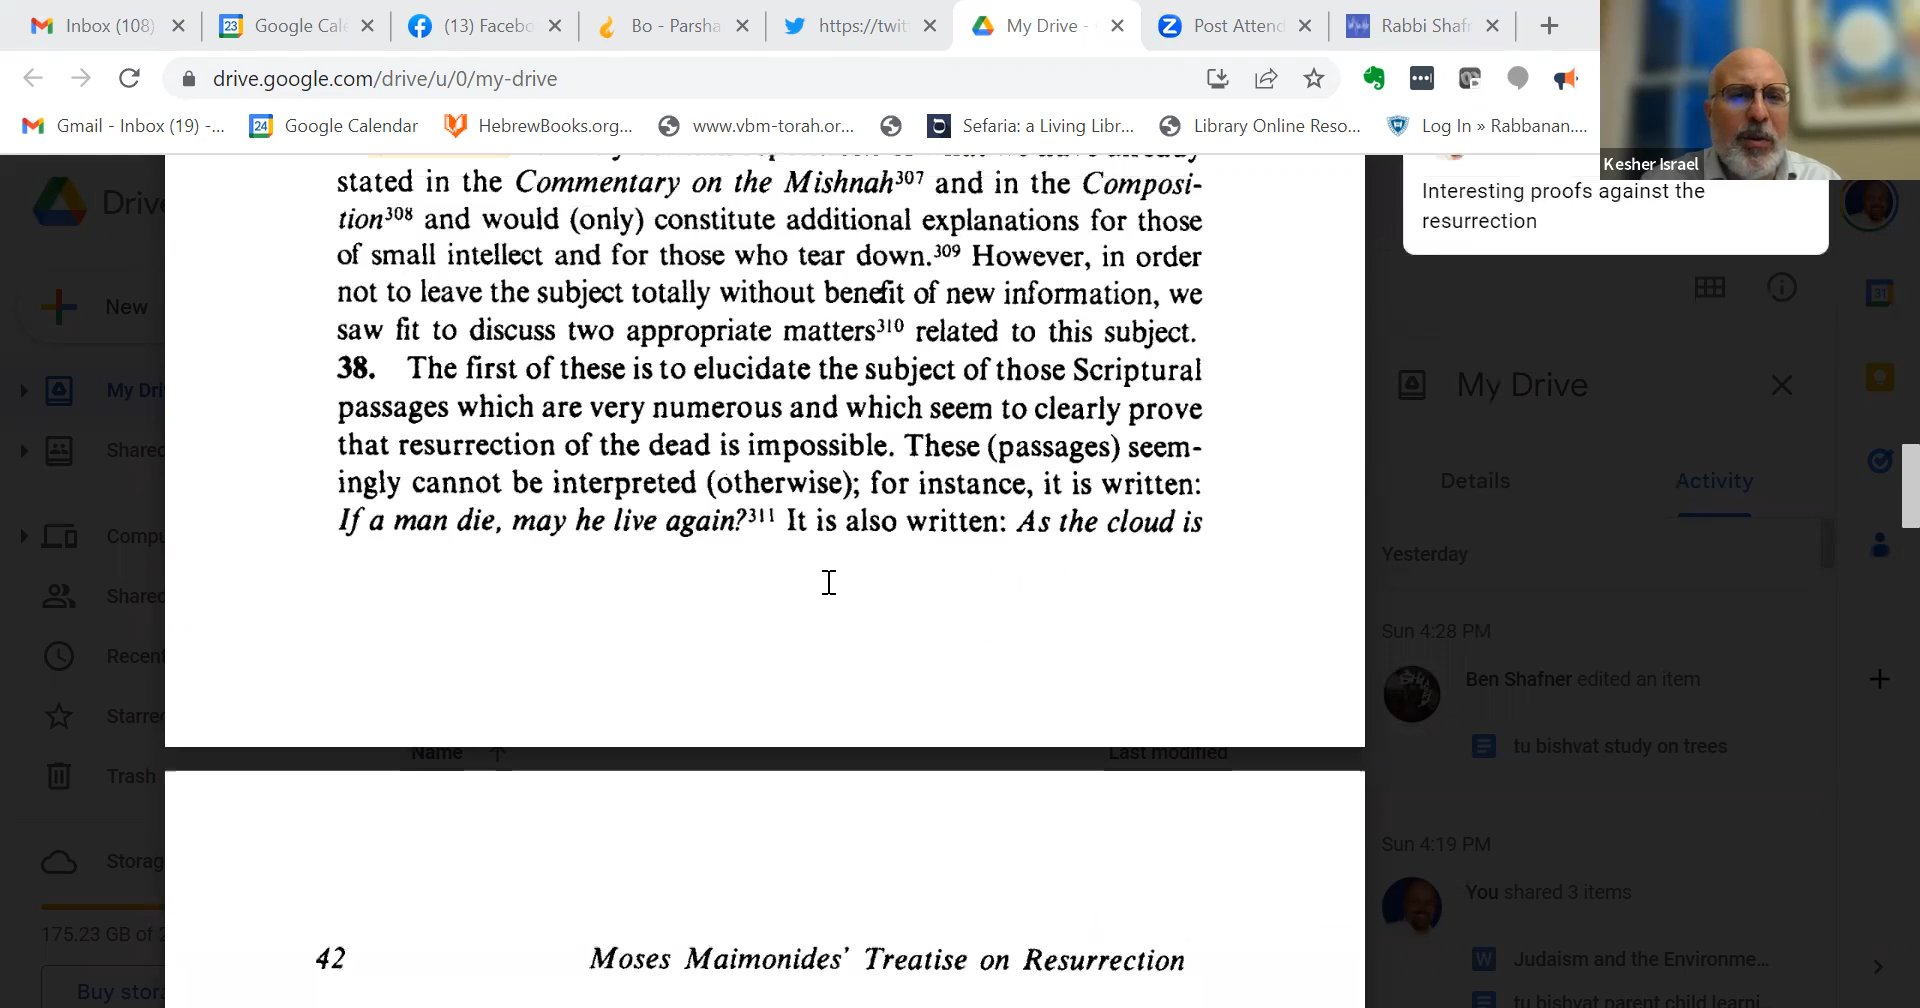 Inbox (108)
Google Cal
(13) Facebo
Bo - Parsha
https://twit
My Drive -
Post Attend
Rabbi Shafn
drive.google.com/drive/u/0/my-drive
Gmail - Inbox (19) -...
Google Calendar
HebrewBooks.org...
www.vbm-torah.or...
Sefaria: a Living Libr...
Library Online Reso...
Log In » Rabbanan....
Kesher Israel
Interesting proofs against the
resurrection
Drive
New
My Dri
Shared
Compu
Shared
Recent
Starred
Trash
Storag
175.23 GB of 2
Buy stora
stated in the Commentary on the Mishnah307 and in the Composi-
tion308 and would (only) constitute additional explanations for those
of small intellect and for those who tear down.309 However, in order
not to leave the subject totally without benefit of new information, we
saw fit to discuss two appropriate matters310 related to this subject.
38. The first of these is to elucidate the subject of those Scriptural
passages which are very numerous and which seem to clearly prove
that resurrection of the dead is impossible. These (passages) seem-
ingly cannot be interpreted (otherwise); for instance, it is written:
If a man die, may he live again?311 It is also written: As the cloud is
Name
Last modified
42 Moses Maimonides' Treatise on Resurrection
My Drive
Details
Activity
Yesterday
Sun 4:28 PM
Ben Shafner edited an item
tu bishvat study on trees
Sun 4:19 PM
You shared 3 items
Judaism and the Environme...
tu bishvat parent child learni